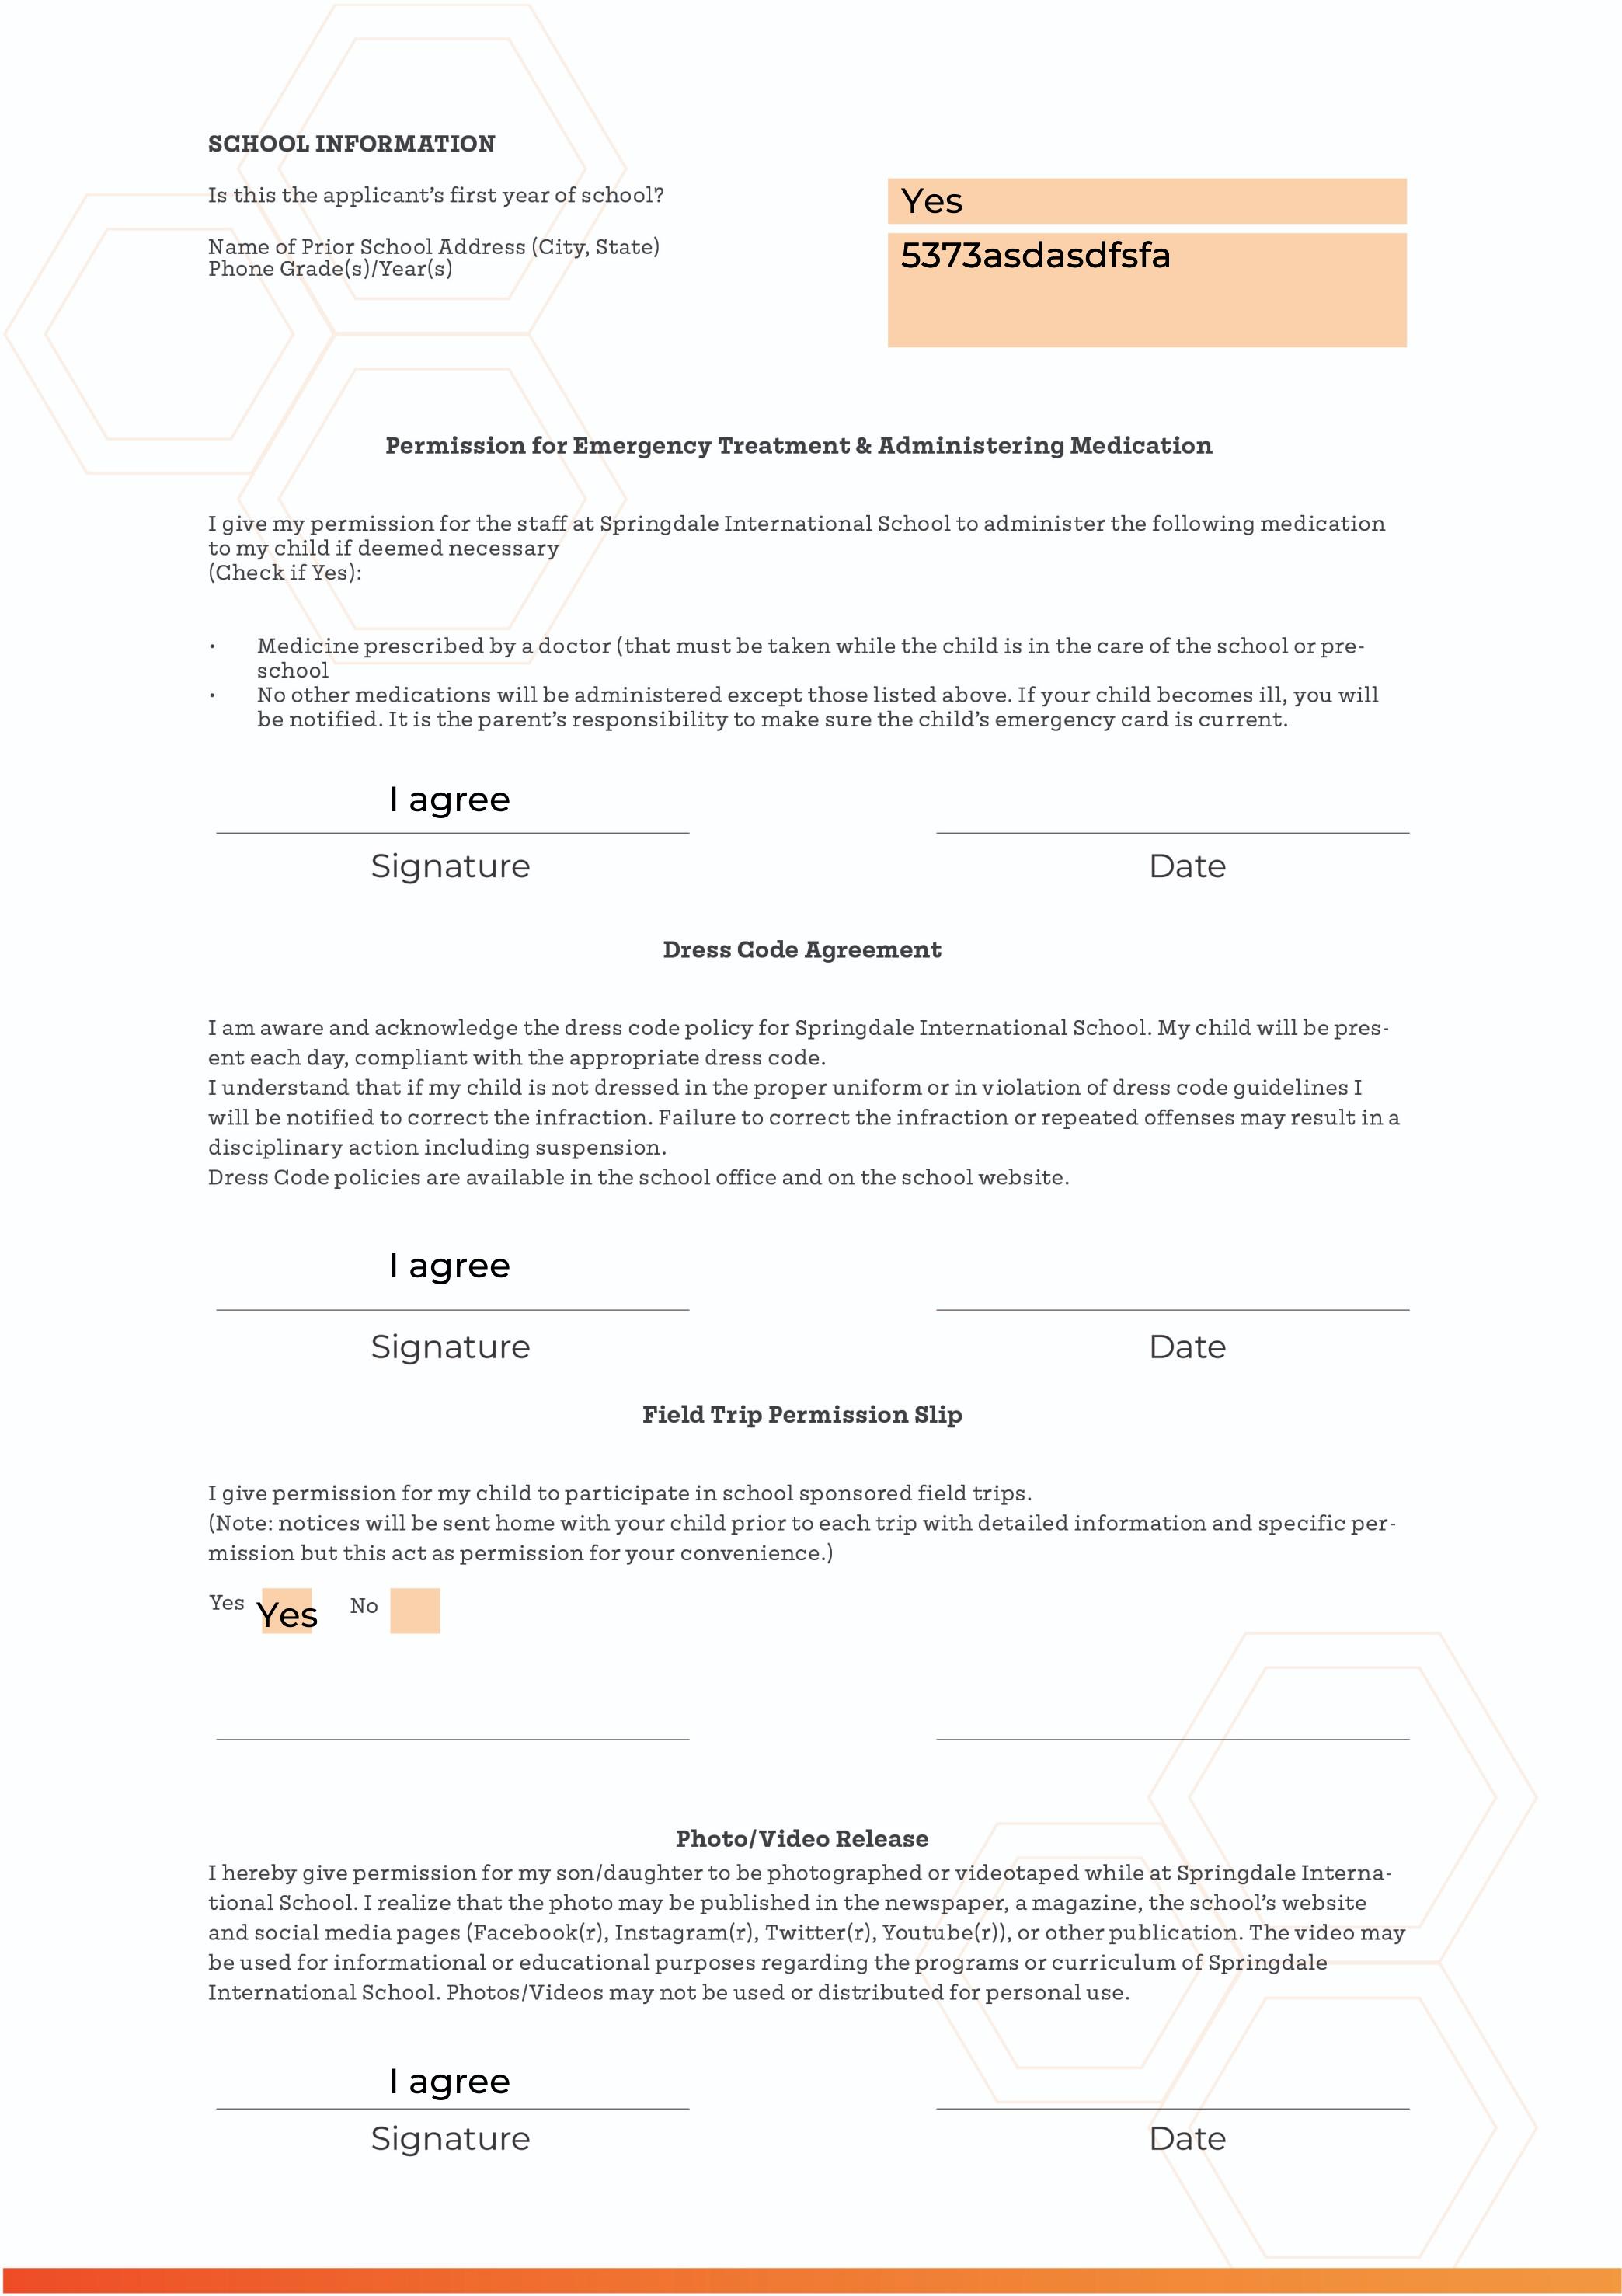 SCHOOL INFORMATION
Is this the applicant's first year of school?
Yes
Name of Prior School Address (City, State)
Phone Grade(s)/Year(s)
5373asdasdfsfa
Permission for Emergency Treatment & Administering Medication
I give my permission for the staff at Springdale International School to administer the following medication
to my child if deemed necessary
(Check if Yes):
• Medicine prescribed by a doctor (that must be taken while the child is in the care of the school or pre-
school
• No other medications will be administered except those listed above. If your child becomes ill, you will
be notified. It is the parent's responsibility to make sure the child's emergency card is current.
I agree
Signature
Date
Dress Code Agreement
I am aware and acknowledge the dress code policy for Springdale International School. My child will be pres-
ent each day, compliant with the appropriate dress code.
I understand that if my child is not dressed in the proper uniform or in violation of dress code guidelines I
will be notified to correct the infraction. Failure to correct the infraction or repeated offenses may result in a
disciplinary action including suspension.
Dress Code policies are available in the school office and on the school website.
I agree
Signature
Date
Field Trip Permission Slip
I give permission for my child to participate in school sponsored field trips.
(Note: notices will be sent home with your child prior to each trip with detailed information and specific per-
mission but this act as permission for your convenience.)
Yes Yes No
Photo/Video Release
I hereby give permission for my son/daughter to be photographed or videotaped while at Springdale Interna-
tional School. I realize that the photo may be published in the newspaper, a magazine, the school's website
and social media pages (Facebook(r), Instagram(r), Twitter(r), Youtube(r)), or other publication. The video may
be used for informational or educational purposes regarding the programs or curriculum of Springdale
International School. Photos/Videos may not be used or distributed for personal use.
I agree
Signature
Date